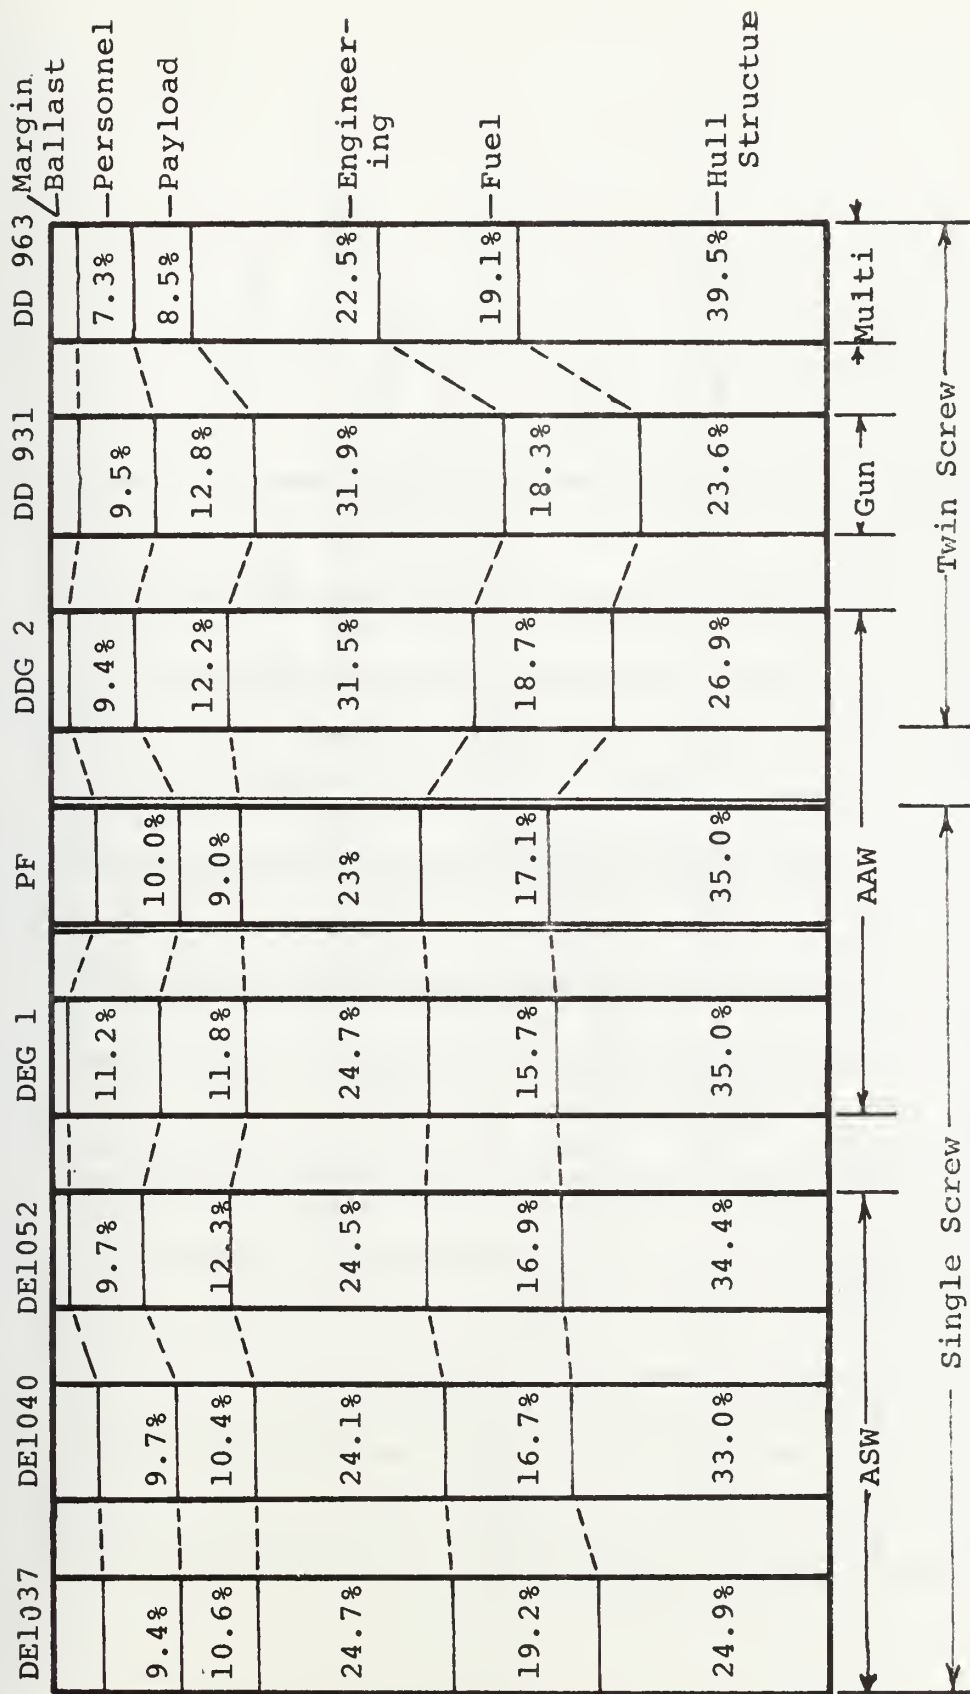 DE1037 DE1040 DE1052 DEG 1 PF DDG 2 DD 931 DD 963 Margin
Ballast
9.4% 9.7% 9.7% 11.2% 10.0% 9.4% 9.5% 7.3% —Personnel
10.6% 10.4% 12.3% 11.8% 9.0% 12.2% 12.8% 8.5% —Payload
24.7% 24.1% 24.5% 24.7% 23% 31.5% 31.9% 22.5% —Engineer-
ing
19.2% 16.7% 16.9% 15.7% 17.1% 18.7% 18.3% 19.1% —Fuel
24.9% 33.0% 34.4% 35.0% 35.0% 26.9% 23.6% 39.5% —Hull
Structure
ASW AAW Gun Multi
Single Screw Twin Screw